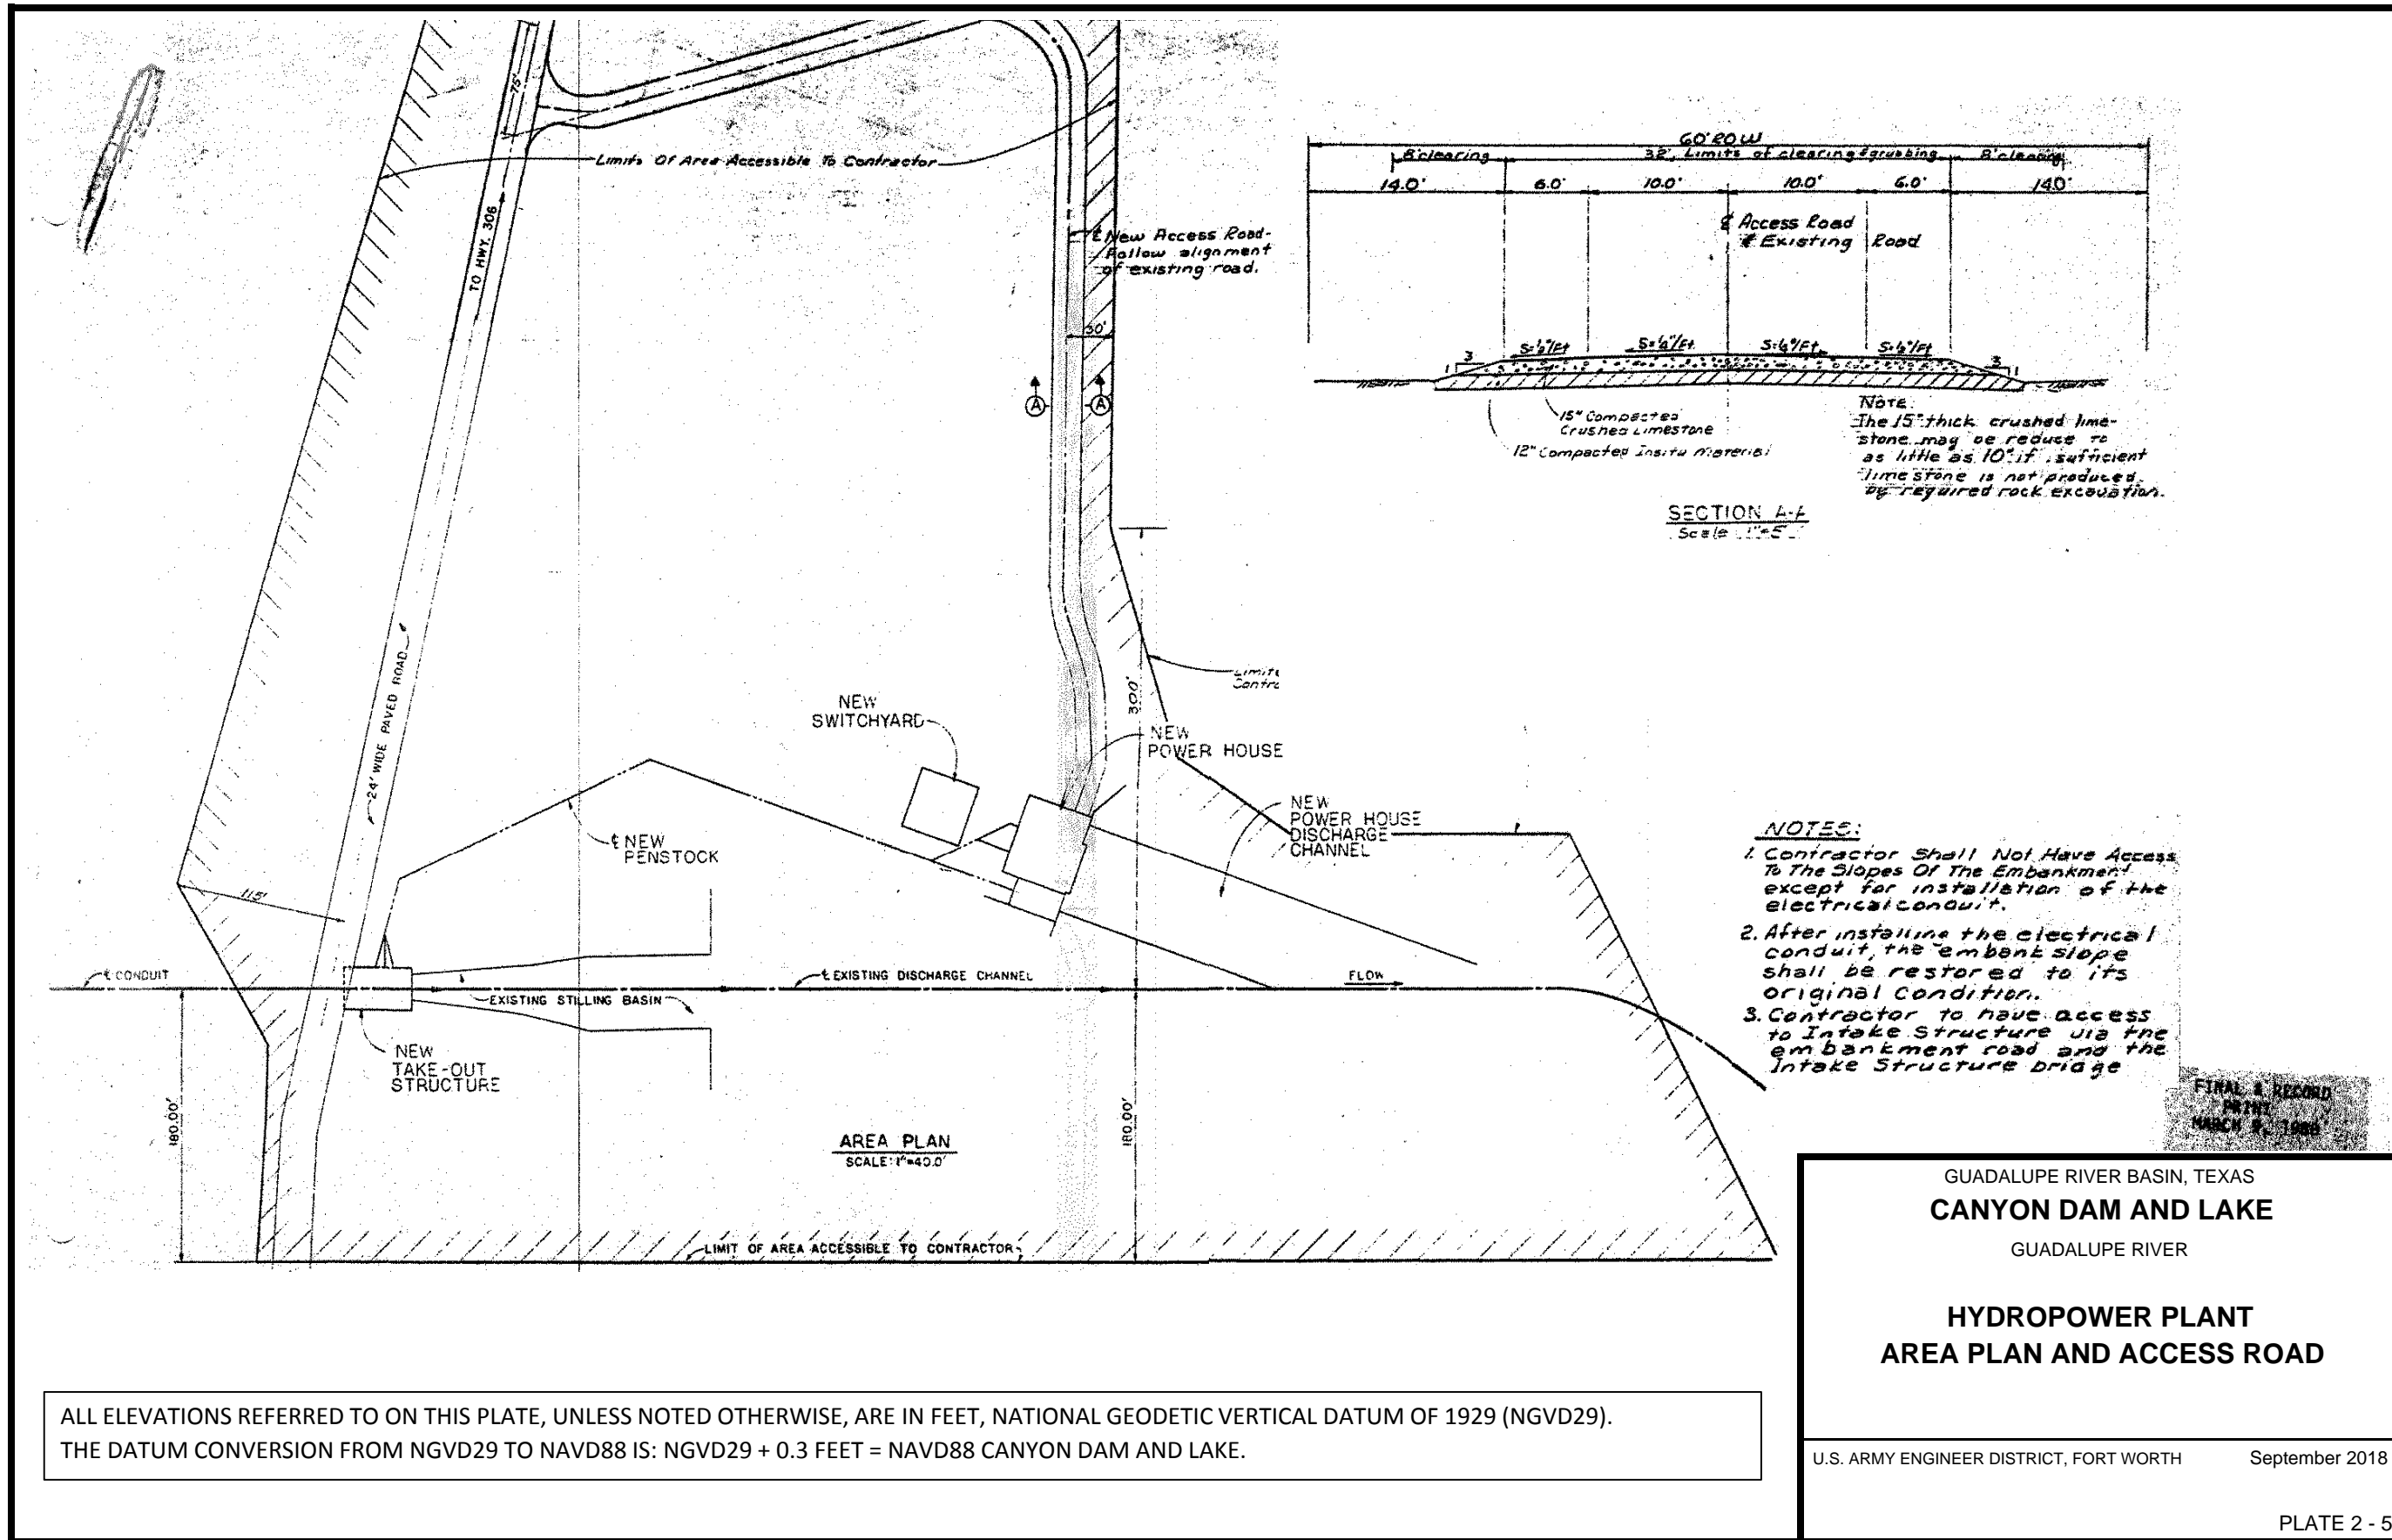 75'
Limits Of Area Accessible To Contractor
TO HWY. 306
℄ New Access Road-
Follow alignment
of existing road.
30'
A
A
24' WIDE PAVED ROAD
NEW
SWITCHYARD
NEW
POWER HOUSE
300'
Limits
NEW
POWER HOUSE
DISCHARGE
CHANNEL
℄ NEW
PENSTOCK
115'
℄ CONDUIT
EXISTING STILLING BASIN
℄ EXISTING DISCHARGE CHANNEL
FLOW
NEW
TAKE-OUT
STRUCTURE
180.00'
180.00'
AREA PLAN
SCALE: 1"=40.0'
LIMIT OF AREA ACCESSIBLE TO CONTRACTOR
60' ROW
8' clearing
32' Limits of clearing & grubbing
8' clearing
14.0'
6.0'
10.0'
10.0'
6.0'
14.0'
℄ Access Road
℄ Existing Road
3
1
S=½"/Ft
S=¼"/Ft
S=¼"/Ft
S=½"/Ft
3
1
15" Compacted
Crushed Limestone
12" Compacted Insitu Material
NOTE
The 15" thick crushed lime-
stone may be reduce to
as little as 10" if sufficient
lime stone is not produced
by required rock excavation.
SECTION A-A
Scale 1"=5'
NOTES:
1. Contractor Shall Not Have Access
To The Slopes Of The Embankment
except for installation of the
electrical conduit.
2. After installing the electrical
conduit, the embank slope
shall be restored to its
original condition.
3. Contractor to have access
to Intake Structure via the
embankment road and the
Intake Structure bridge
FINAL & RECORD
PRINT
MARCH 9, 1988
GUADALUPE RIVER BASIN, TEXAS
CANYON DAM AND LAKE
GUADALUPE RIVER
HYDROPOWER PLANT
AREA PLAN AND ACCESS ROAD
U.S. ARMY ENGINEER DISTRICT, FORT WORTH September 2018
PLATE 2 - 5
ALL ELEVATIONS REFERRED TO ON THIS PLATE, UNLESS NOTED OTHERWISE, ARE IN FEET, NATIONAL GEODETIC VERTICAL DATUM OF 1929 (NGVD29).
THE DATUM CONVERSION FROM NGVD29 TO NAVD88 IS: NGVD29 + 0.3 FEET = NAVD88 CANYON DAM AND LAKE.